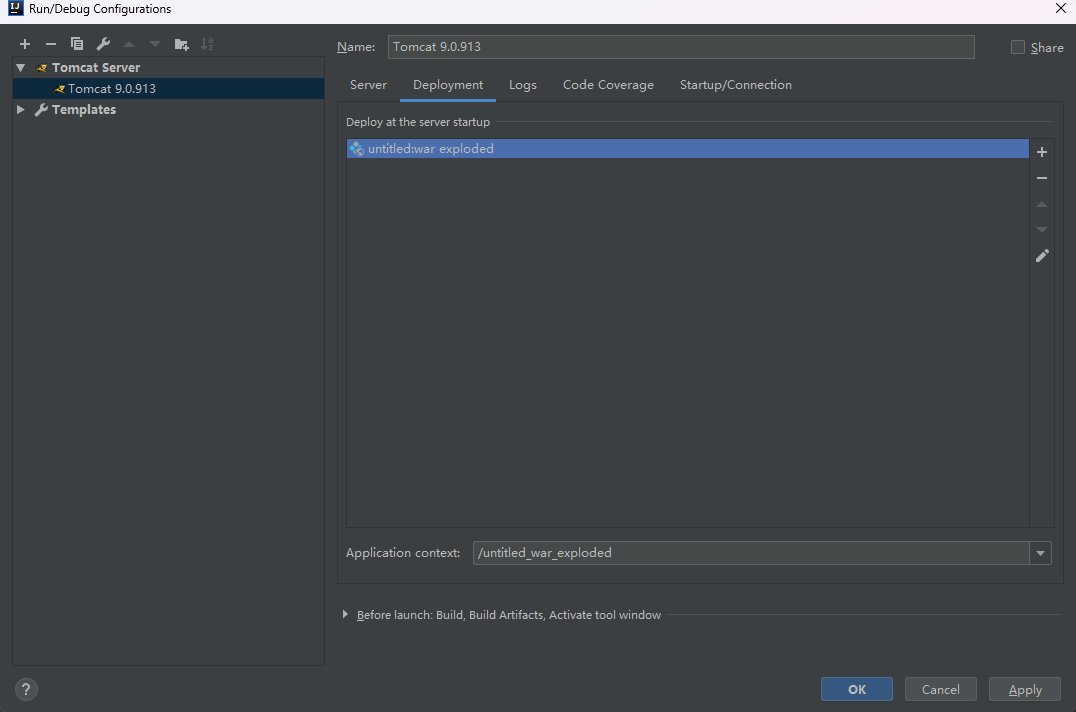 Run/Debug Configurations
Name: Tomcat 9.0.913 Share
Tomcat Server
Tomcat 9.0.913
Templates
Server Deployment Logs Code Coverage Startup/Connection
Deploy at the server startup
untitled:war exploded
Application context: /untitled_war_exploded
Before launch: Build, Build Artifacts, Activate tool window
? OK Cancel Apply